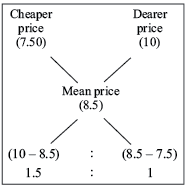 Cheaper Dearer
price price
(7.50) (10)
Mean price
(8.5)
(10 – 8.5) : (8.5 – 7.5)
1.5 : 1